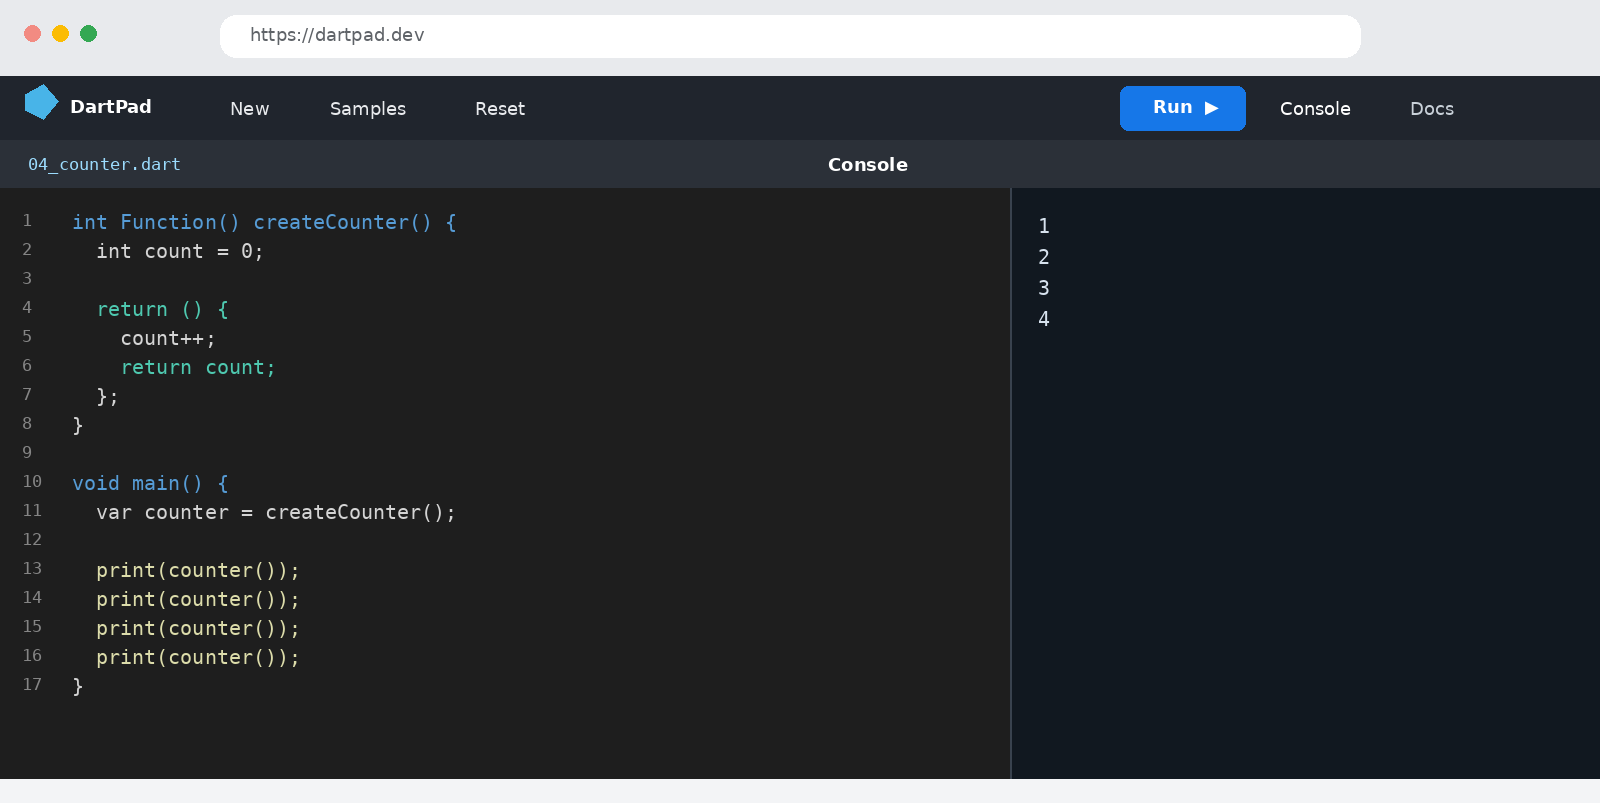 https://dartpad.dev
DartPad New Samples Reset Run ▶ Console Docs
04_counter.dart Console
1 int Function() createCounter() {
2   int count = 0;
3
4   return () {
5     count++;
6     return count;
7   };
8 }
9
10 void main() {
11   var counter = createCounter();
12
13   print(counter());
14   print(counter());
15   print(counter());
16   print(counter());
17 }
1
2
3
4